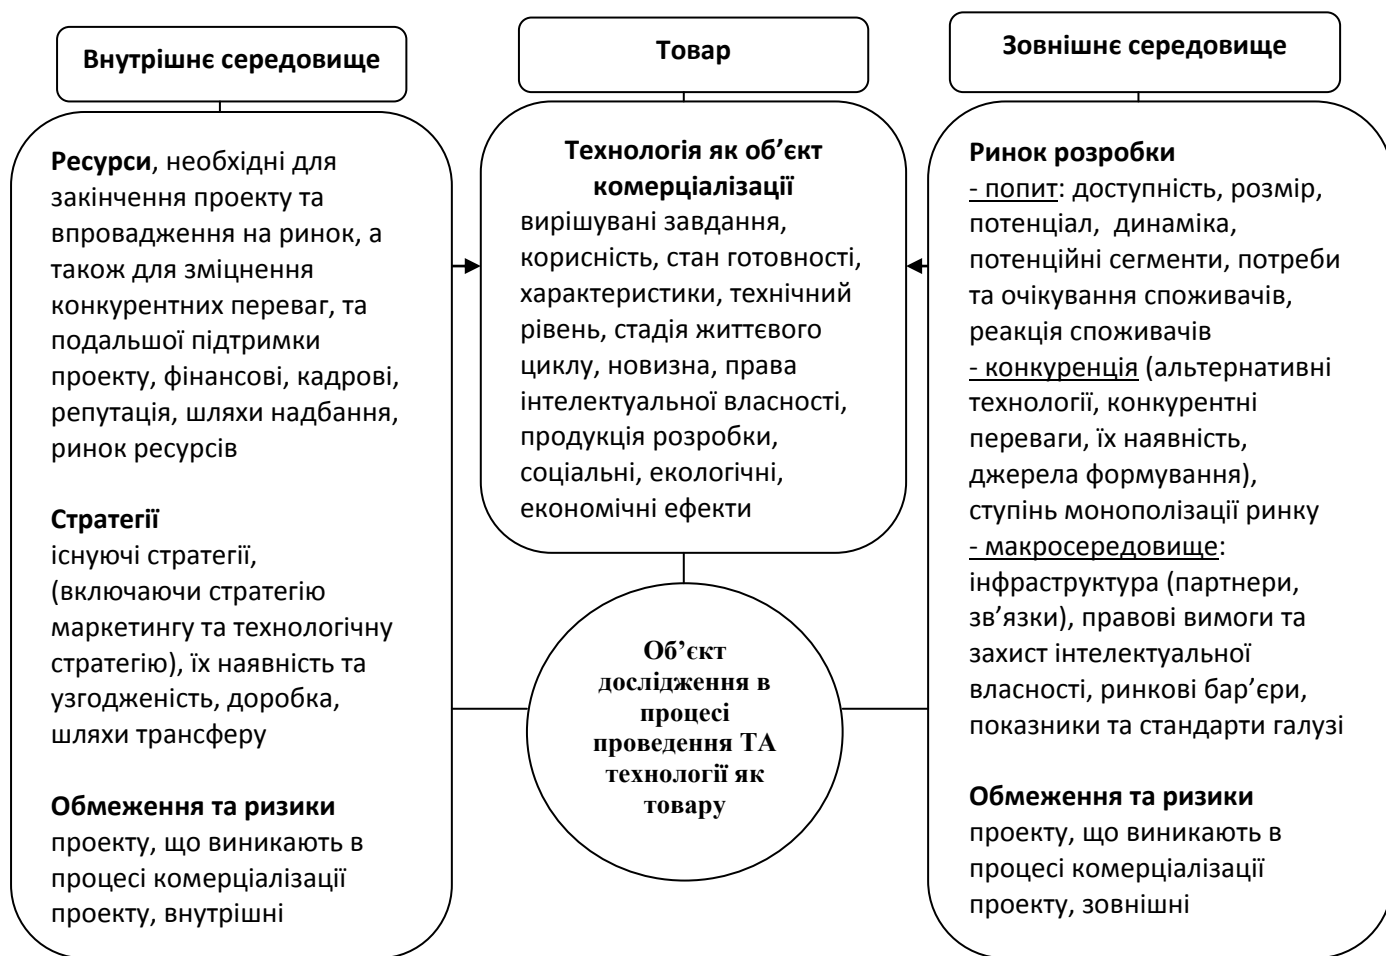 Внутрішнє середовище
Ресурси, необхідні для
закінчення проекту та
впровадження на ринок, а
також для зміцнення
конкурентних переваг, та
подальшої підтримки
проекту, фінансові, кадрові,
репутація, шляхи надбання,
ринок ресурсів
Стратегії
існуючі стратегії,
(включаючи стратегію
маркетингу та технологічну
стратегію), їх наявність та
узгодженість, доробка,
шляхи трансферу
Обмеження та ризики
проекту, що виникають в
процесі комерціалізації
проекту, внутрішні
Товар
Технологія як об’єкт
комерціалізації
вирішувані завдання,
корисність, стан готовності,
характеристики, технічний
рівень, стадія життєвого
циклу, новизна, права
інтелектуальної власності,
продукція розробки,
соціальні, екологічні,
економічні ефекти
Об’єкт
дослідження в
процесі
проведення ТА
технології як
товару
Зовнішнє середовище
Ринок розробки
- попит: доступність, розмір,
потенціал, динаміка,
потенційні сегменти, потреби
та очікування споживачів,
реакція споживачів
- конкуренція (альтернативні
технології, конкурентні
переваги, їх наявність,
джерела формування),
ступінь монополізації ринку
- макросередовище:
інфраструктура (партнери,
зв’язки), правові вимоги та
захист інтелектуальної
власності, ринкові бар’єри,
показники та стандарти галузі
Обмеження та ризики
проекту, що виникають в
процесі комерціалізації
проекту, зовнішні